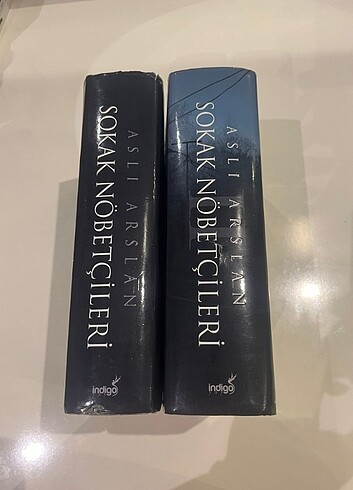 ASLI ARSLAN
SOKAK NÖBETÇİLERİ
indigo
ASLI ARSLAN
SOKAK NÖBETÇİLERİ
indigo